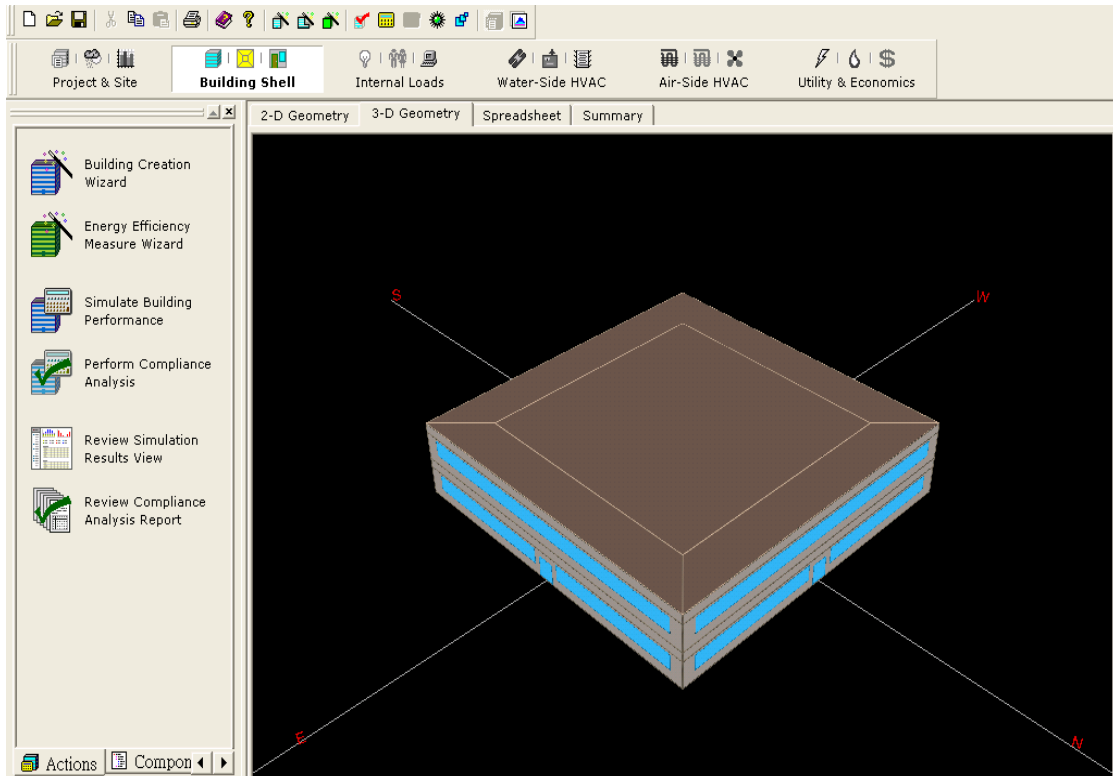 Project & Site
Building Shell
Internal Loads
Water-Side HVAC
Air-Side HVAC
Utility & Economics
2-D Geometry
3-D Geometry
Spreadsheet
Summary
Building Creation
Wizard
Energy Efficiency
Measure Wizard
Simulate Building
Performance
Perform Compliance
Analysis
Review Simulation
Results View
Review Compliance
Analysis Report
S
W
E
N
Actions
Compon